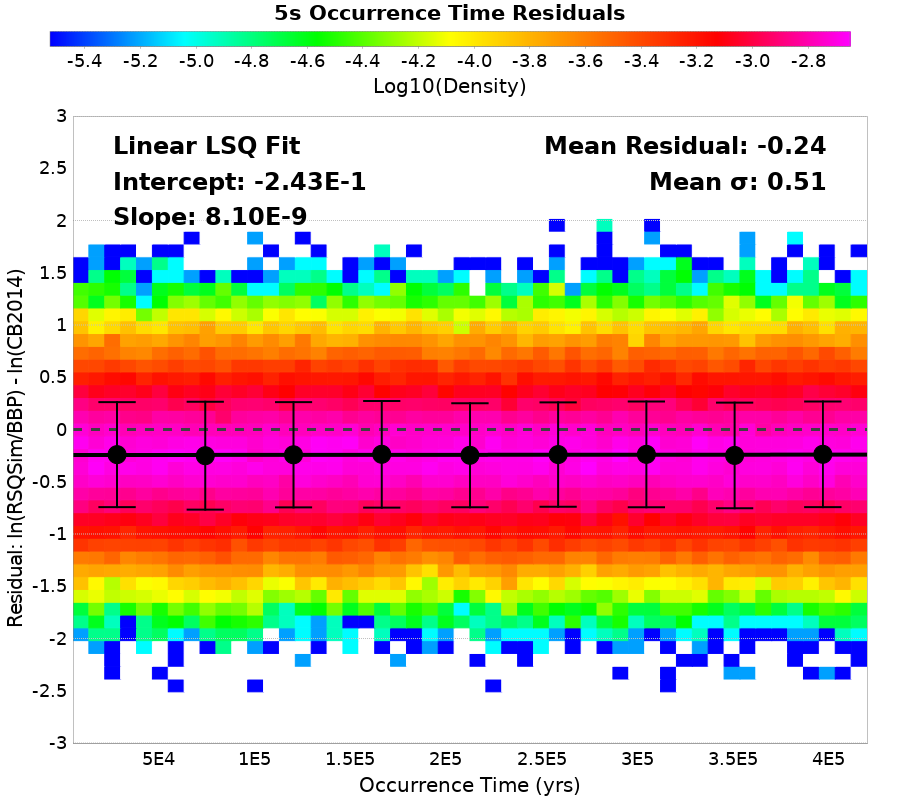 5s Occurrence Time Residuals
-5.4 -5.2 -5.0 -4.8 -4.6 -4.4 -4.2 -4.0 -3.8 -3.6 -3.4 -3.2 -3.0 -2.8
Log10(Density)
Linear LSQ Fit
Intercept: -2.43E-1
Slope: 8.10E-9
Mean Residual: -0.24
Mean σ: 0.51
Residual: ln(RSQSim/BBP) - ln(CB2014)
3
2.5
2
1.5
1
0.5
0
-0.5
-1
-1.5
-2
-2.5
-3
5E4 1E5 1.5E5 2E5 2.5E5 3E5 3.5E5 4E5
Occurrence Time (yrs)